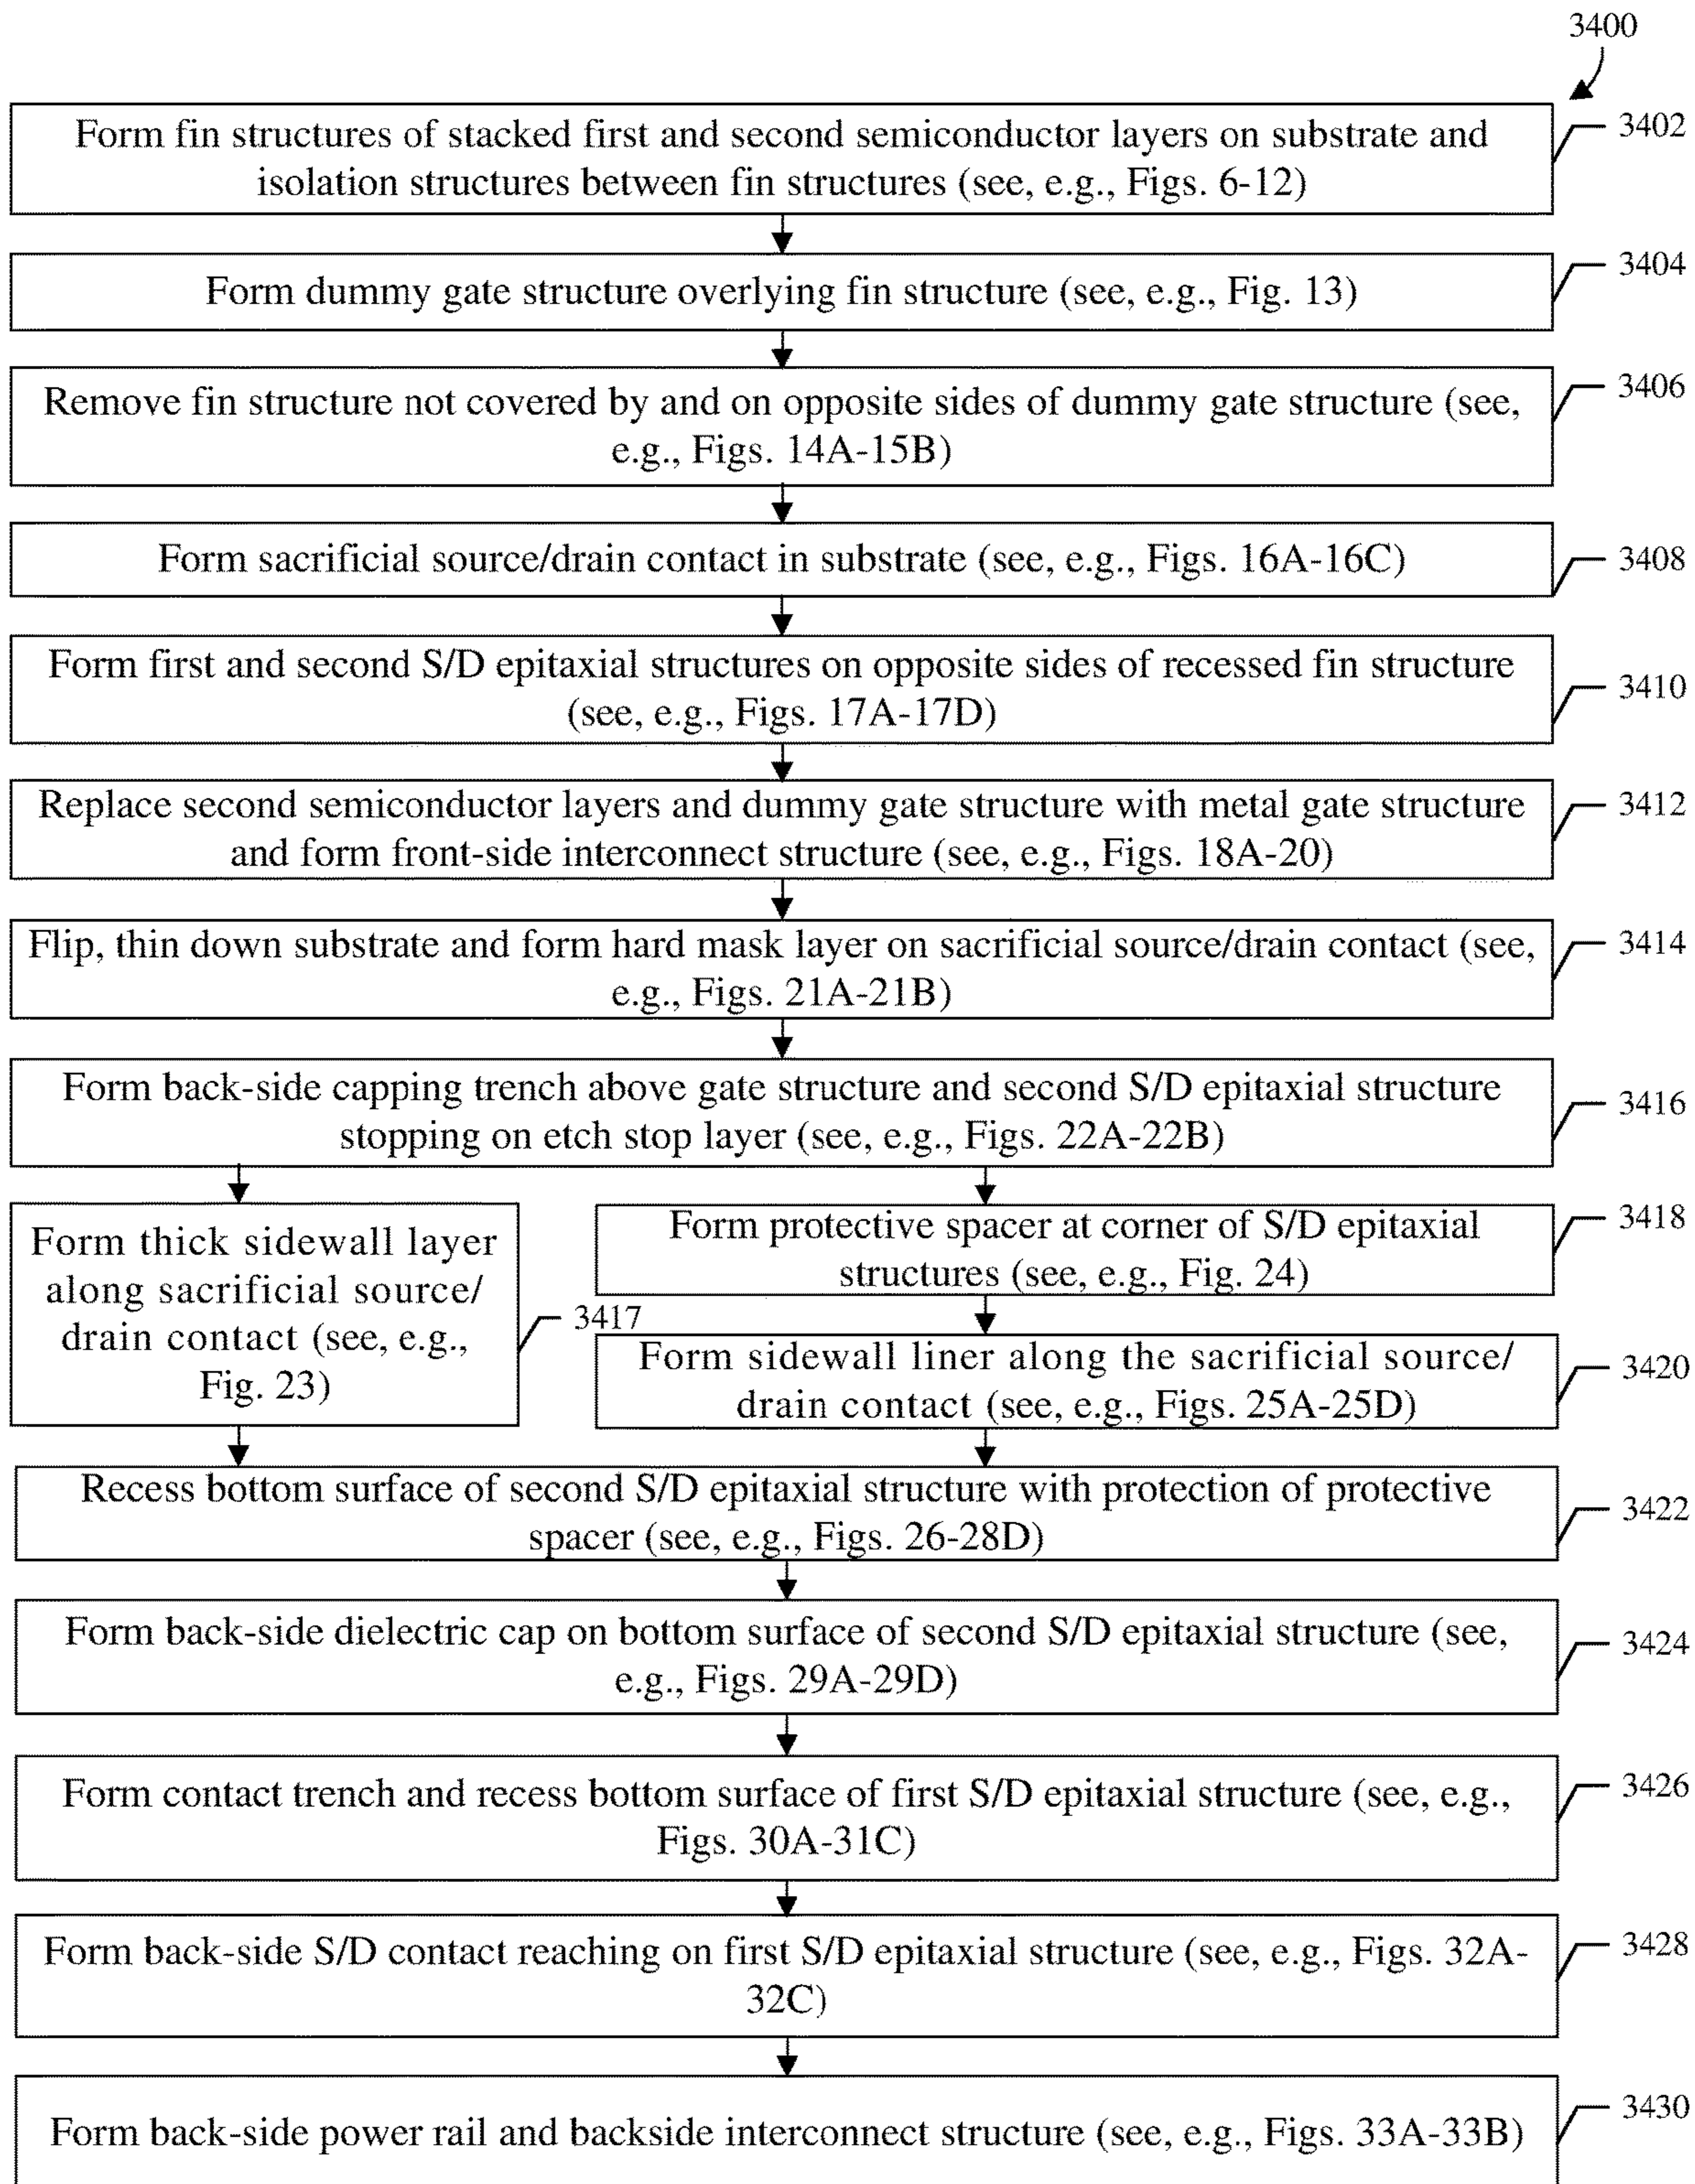 3400
Form fin structures of stacked first and second semiconductor layers on substrate and
isolation structures between fin structures (see, e.g., Figs. 6-12)
3402
Form dummy gate structure overlying fin structure (see, e.g., Fig. 13)
3404
Remove fin structure not covered by and on opposite sides of dummy gate structure (see,
e.g., Figs. 14A-15B)
3406
Form sacrificial source/drain contact in substrate (see, e.g., Figs. 16A-16C)
3408
Form first and second S/D epitaxial structures on opposite sides of recessed fin structure
(see, e.g., Figs. 17A-17D)
3410
Replace second semiconductor layers and dummy gate structure with metal gate structure
and form front-side interconnect structure (see, e.g., Figs. 18A-20)
3412
Flip, thin down substrate and form hard mask layer on sacrificial source/drain contact (see,
e.g., Figs. 21A-21B)
3414
Form back-side capping trench above gate structure and second S/D epitaxial structure
stopping on etch stop layer (see, e.g., Figs. 22A-22B)
3416
Form thick sidewall layer
along sacrificial source/
drain contact (see, e.g.,
Fig. 23)
3417
Form protective spacer at corner of S/D epitaxial
structures (see, e.g., Fig. 24)
3418
Form sidewall liner along the sacrificial source/
drain contact (see, e.g., Figs. 25A-25D)
3420
Recess bottom surface of second S/D epitaxial structure with protection of protective
spacer (see, e.g., Figs. 26-28D)
3422
Form back-side dielectric cap on bottom surface of second S/D epitaxial structure (see,
e.g., Figs. 29A-29D)
3424
Form contact trench and recess bottom surface of first S/D epitaxial structure (see, e.g.,
Figs. 30A-31C)
3426
Form back-side S/D contact reaching on first S/D epitaxial structure (see, e.g., Figs. 32A-
32C)
3428
Form back-side power rail and backside interconnect structure (see, e.g., Figs. 33A-33B)
3430